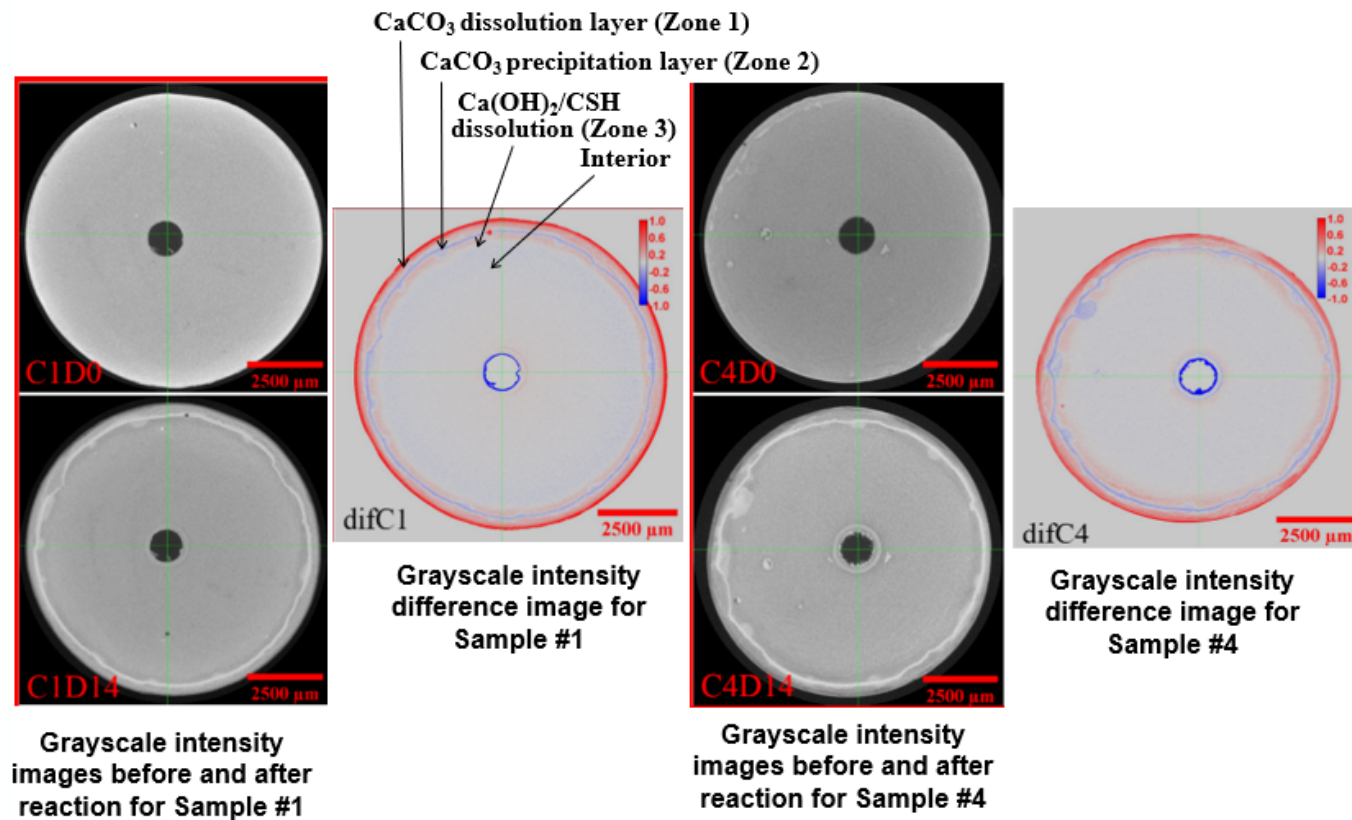 CaCO₃ dissolution layer (Zone 1)
CaCO₃ precipitation layer (Zone 2)
Ca(OH)₂/CSH
dissolution (Zone 3)
Interior
C1D0
2500 µm
C1D14
2500 µm
1.0
0.6
0.2
-0.2
-0.6
-1.0
difC1
2500 µm
Grayscale intensity
difference image for
Sample #1
C4D0
2500 µm
C4D14
2500 µm
1.0
0.6
0.2
-0.2
-0.6
-1.0
difC4
2500 µm
Grayscale intensity
difference image for
Sample #4
Grayscale intensity
images before and after
reaction for Sample #1
Grayscale intensity
images before and after
reaction for Sample #4